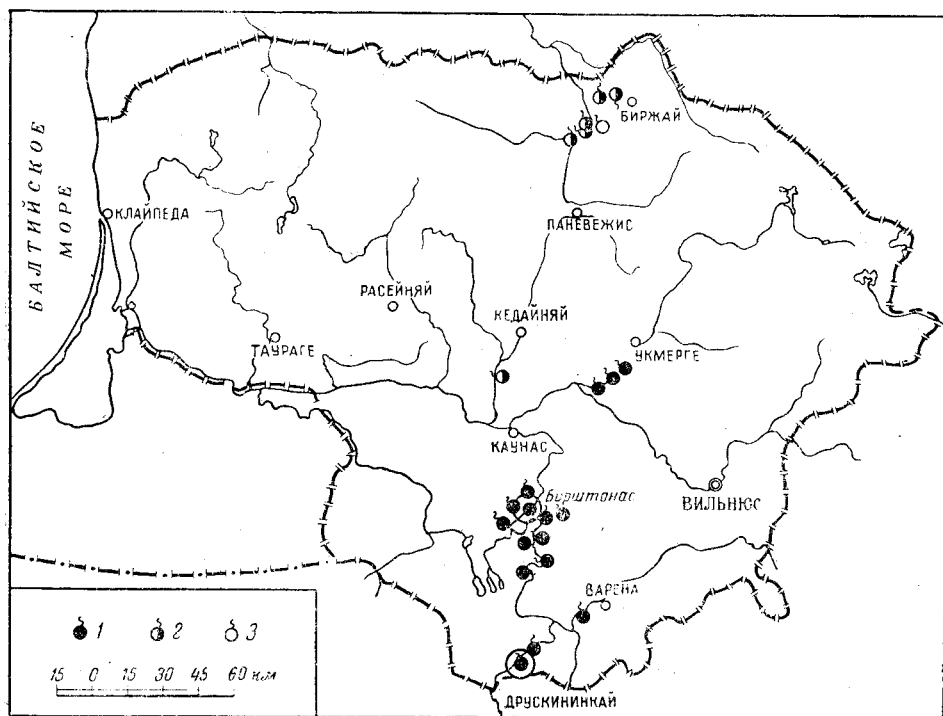 БАЛТИЙСКОЕ
МОРЕ
БИРЖАЙ
КЛАЙПЕДА
ПАНЕВЕЖИС
РАСЕЙНЯЙ
КЕДАЙНЯЙ
ТАУРАГЕ
УКМЕРГЕ
КАУНАС
Бирштонас
ВИЛЬНЮС
ВАРЕНА
ДРУСКИНИНКАЙ
1 2 3
15 0 15 30 45 60 км